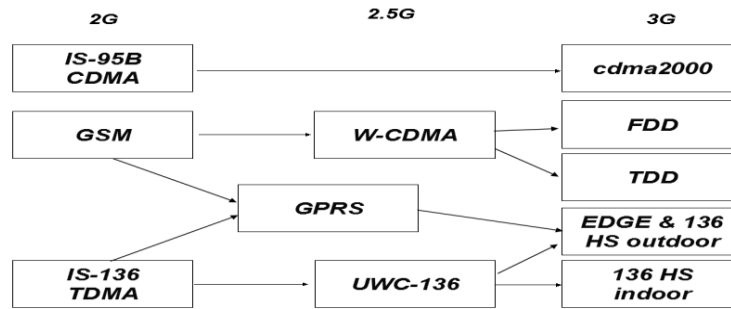 2G
2.5G
3G
IS-95B
CDMA
cdma2000
GSM
W-CDMA
FDD
TDD
GPRS
EDGE & 136
HS outdoor
IS-136
TDMA
UWC-136
136 HS
indoor